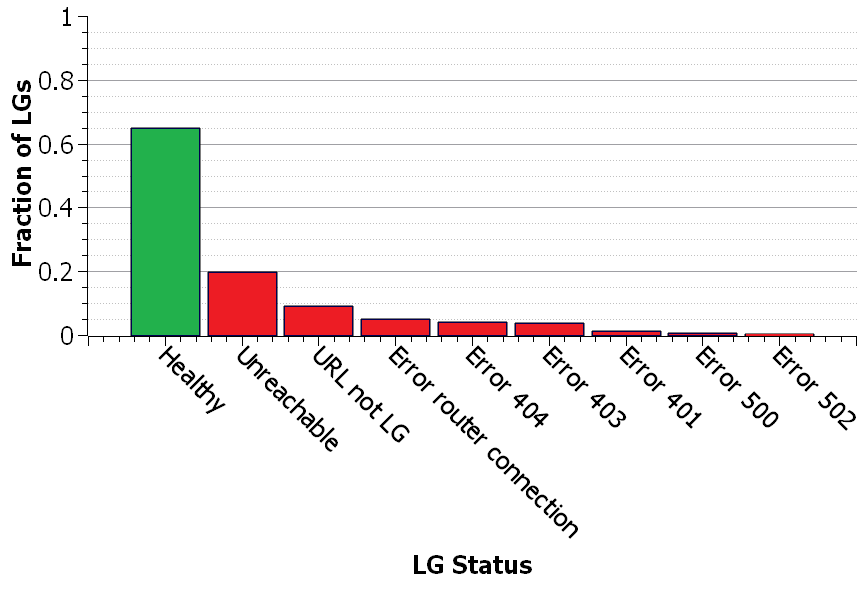 1
0.8
0.6
0.4
0.2
0
Fraction of LGs
Healthy
Unreachable
URL not LG
Error router connection
Error 404
Error 403
Error 401
Error 500
Error 502
LG Status